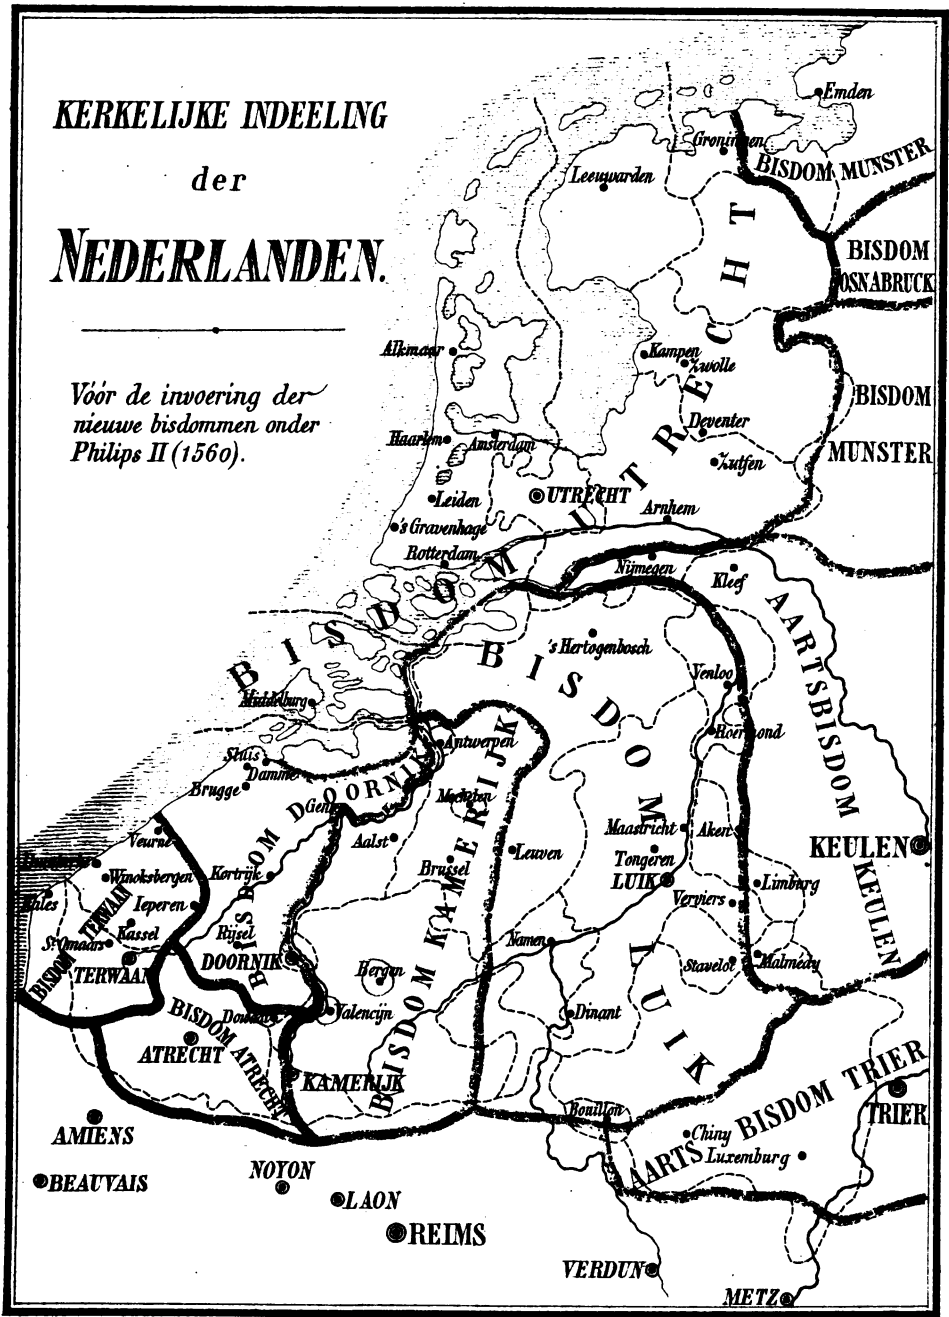 KERKELIJKE INDEELING
der
NEDERLANDEN.
Vóór de invoering der
nieuwe bisdommen onder
Philips II (1560).
Emden
Groningen
BISDOM MUNSTER
Leeuwarden
BISDOM
OSNABRUCK
Alkmaar
Kampen
Zwolle
BISDOM
MUNSTER
Deventer
Haarlem
Amsterdam
Zutfen
Leiden
UTRECHT
Arnhem
's Gravenhage
Rotterdam
Nijmegen
Kleef
BISDOM UTRECHT
AARTSBISDOM
KEULEN
's Hertogenbosch
Venloo
Middelburg
BISDOM LUIK
Roermond
Antwerpen
Sluis
Damme
Brugge
BISDOM DOORNIK
Gent
Mechelen
Veurne
Aalst
Maastricht
Aken
KEULEN
Brussel
Leuven
Tongeren
LUIK
Limburg
Verviers
Winoksbergen
Kortrijk
Kales
Ieperen
BISDOM TERWAN
Kassel
St Omaars
Rijsel
DOORNIK
TERWAAN
Namen
Stavelot
Malmedy
Bergen
BISDOM KAMERIJK
Valencijn
Dinant
BISDOM ATRECHT
ATRECHT
KAMERIJK
AARTSBISDOM TRIER
TRIER
Bouillon
AMIENS
Chiny
Luxemburg
BEAUVAIS
NOYON
LAON
REIMS
VERDUN
METZ